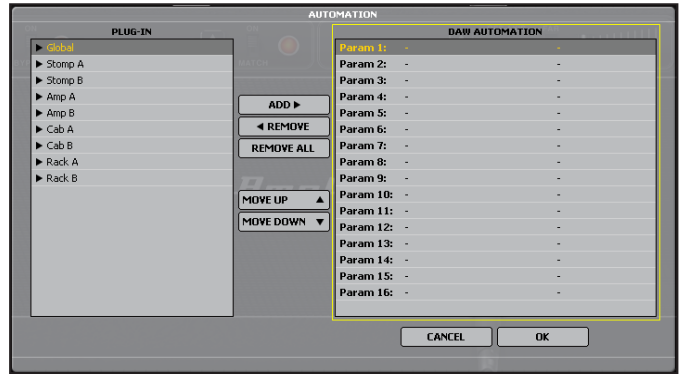 AUTOMATION
PLUG-IN
▶ Global
▶ Stomp A
▶ Stomp B
▶ Amp A
▶ Amp B
▶ Cab A
▶ Cab B
▶ Rack A
▶ Rack B
ADD ▶
◀ REMOVE
REMOVE ALL
MOVE UP ▲
MOVE DOWN ▼
DAW AUTOMATION
Param 1: - -
Param 2: - -
Param 3: - -
Param 4: - -
Param 5: - -
Param 6: - -
Param 7: - -
Param 8: - -
Param 9: - -
Param 10: - -
Param 11: - -
Param 12: - -
Param 13: - -
Param 14: - -
Param 15: - -
Param 16: - -
CANCEL
OK